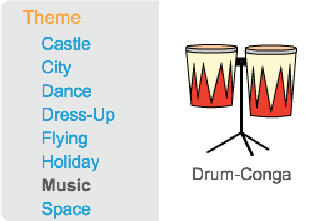 Theme
Castle
City
Dance
Dress-Up
Flying
Holiday
Music
Space
Drum-Conga